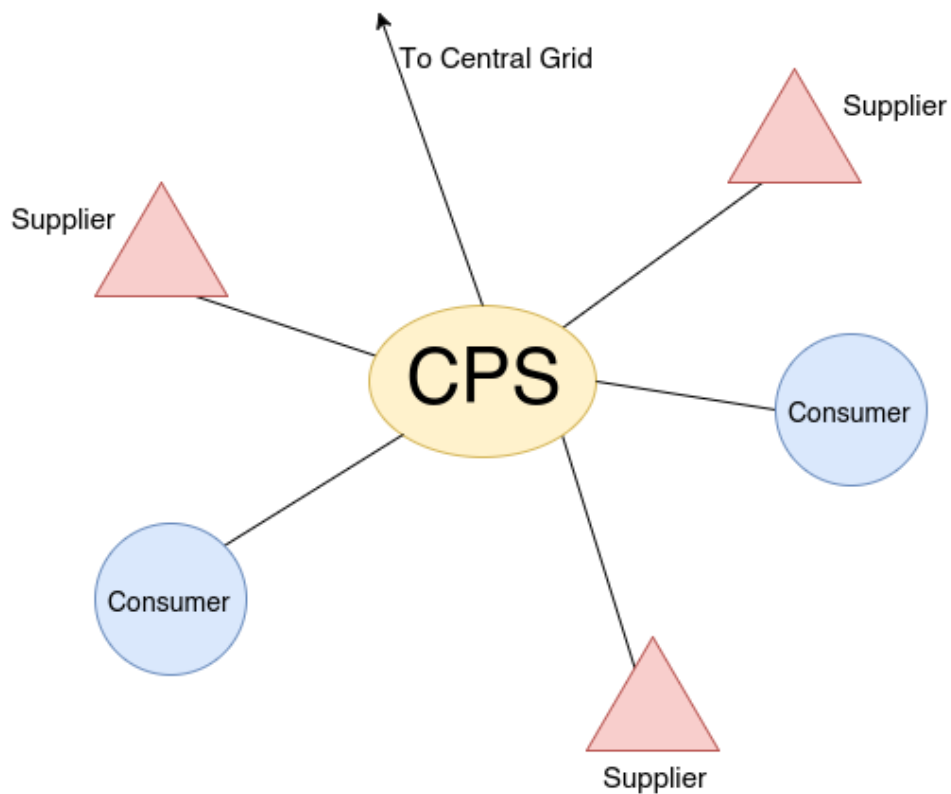 To Central Grid
Supplier
Supplier
CPS
Consumer
Consumer
Supplier